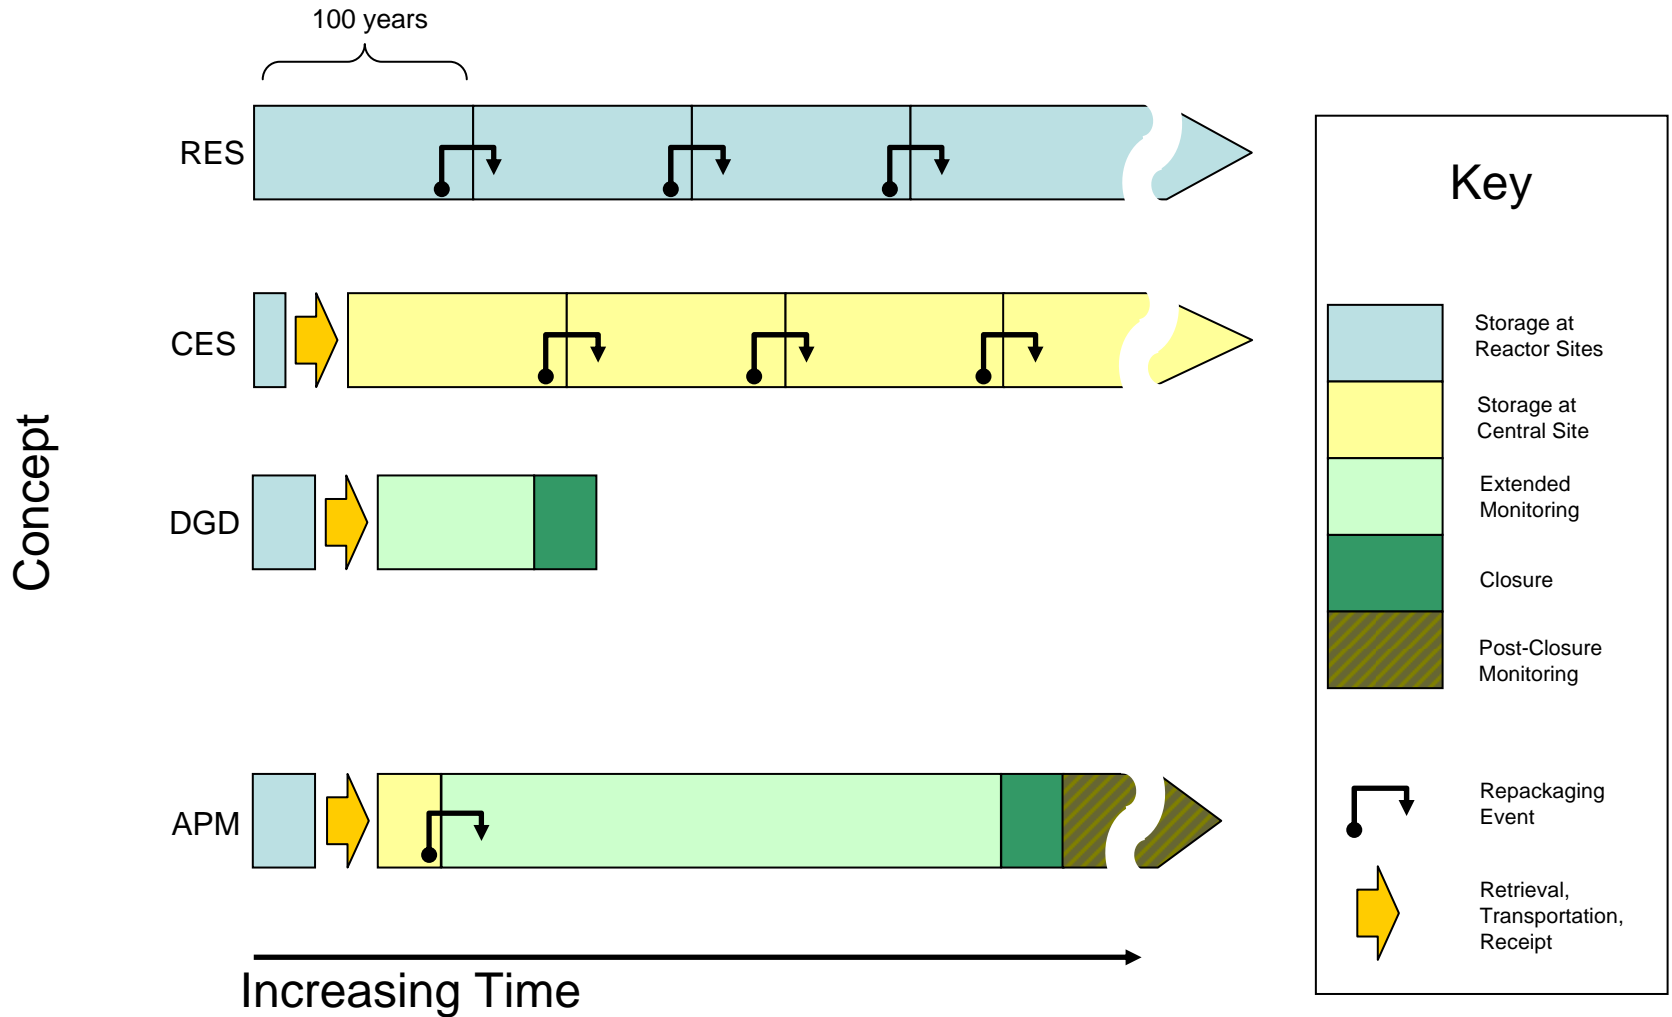 100 years
RES
CES
DGD
APM
Concept
Increasing Time
Key
Storage at
Reactor Sites
Storage at
Central Site
Extended
Monitoring
Closure
Post-Closure
Monitoring
Repackaging
Event
Retrieval,
Transportation,
Receipt